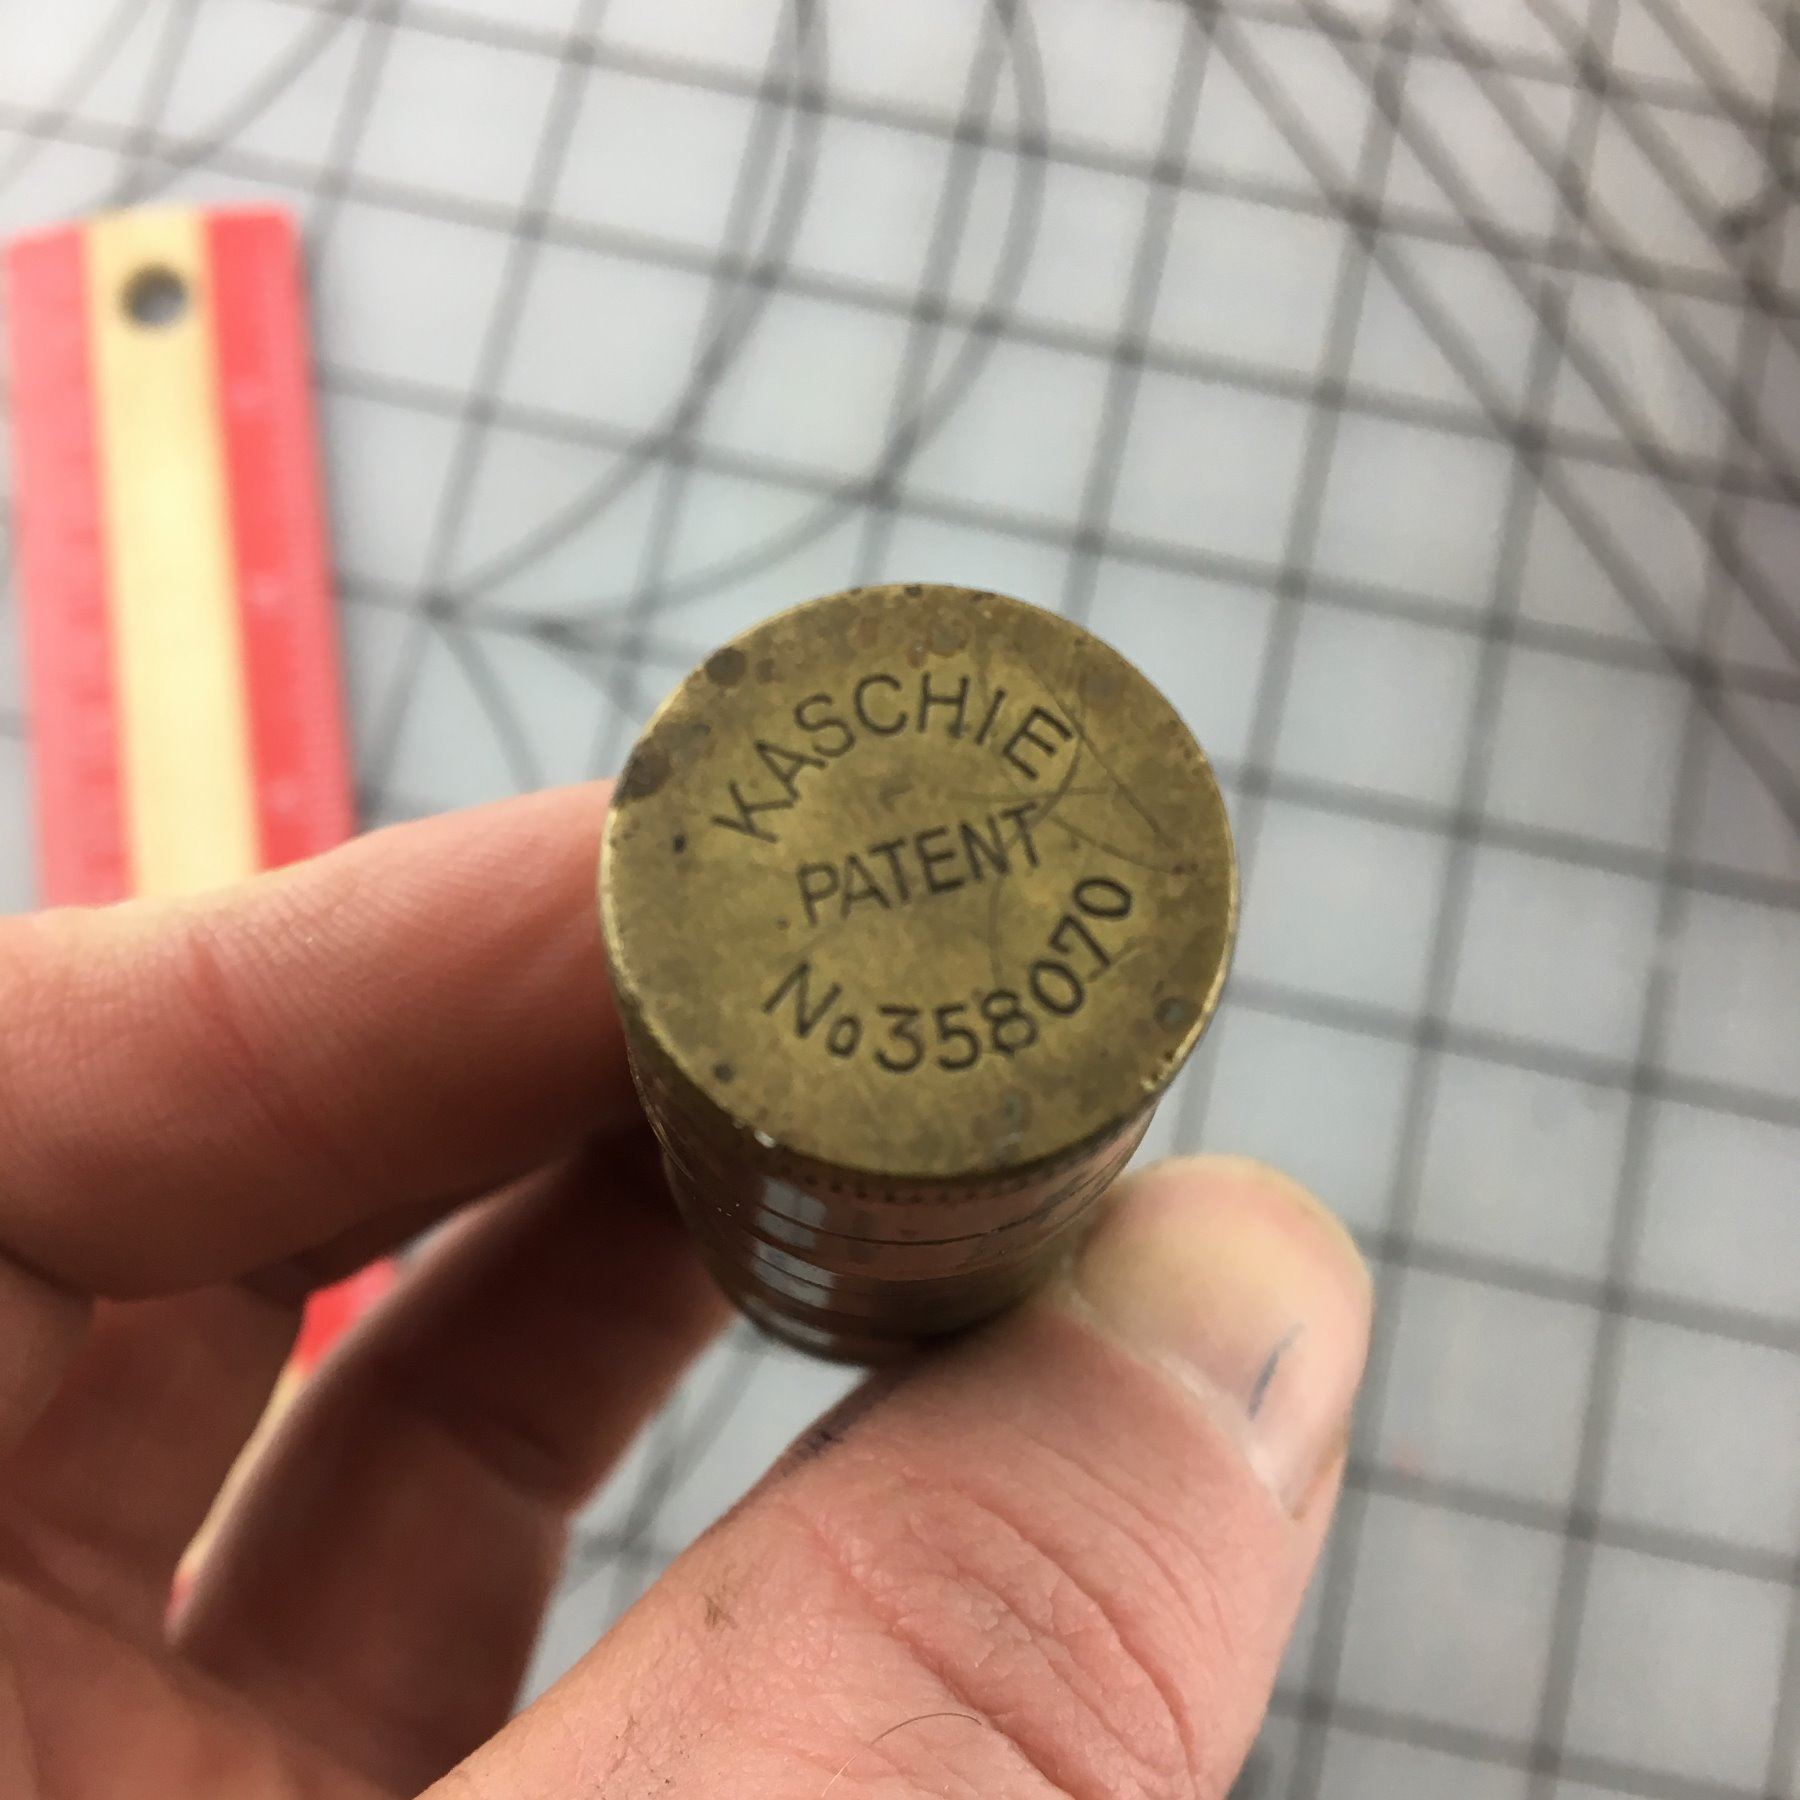 KASCHIE
PATENT
No 358070